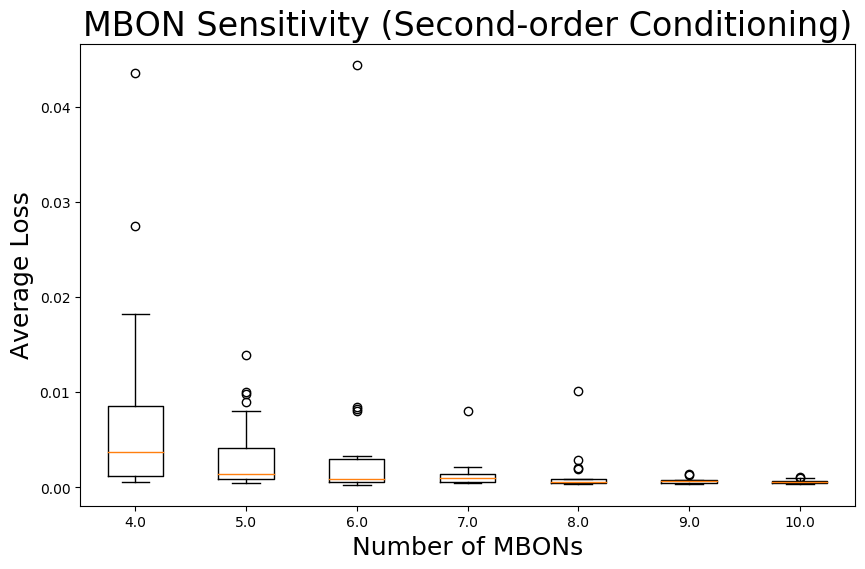 MBON Sensitivity (Second-order Conditioning)
Average Loss
0.04
0.03
0.02
0.01
0.00
4.0 5.0 6.0 7.0 8.0 9.0 10.0
Number of MBONs